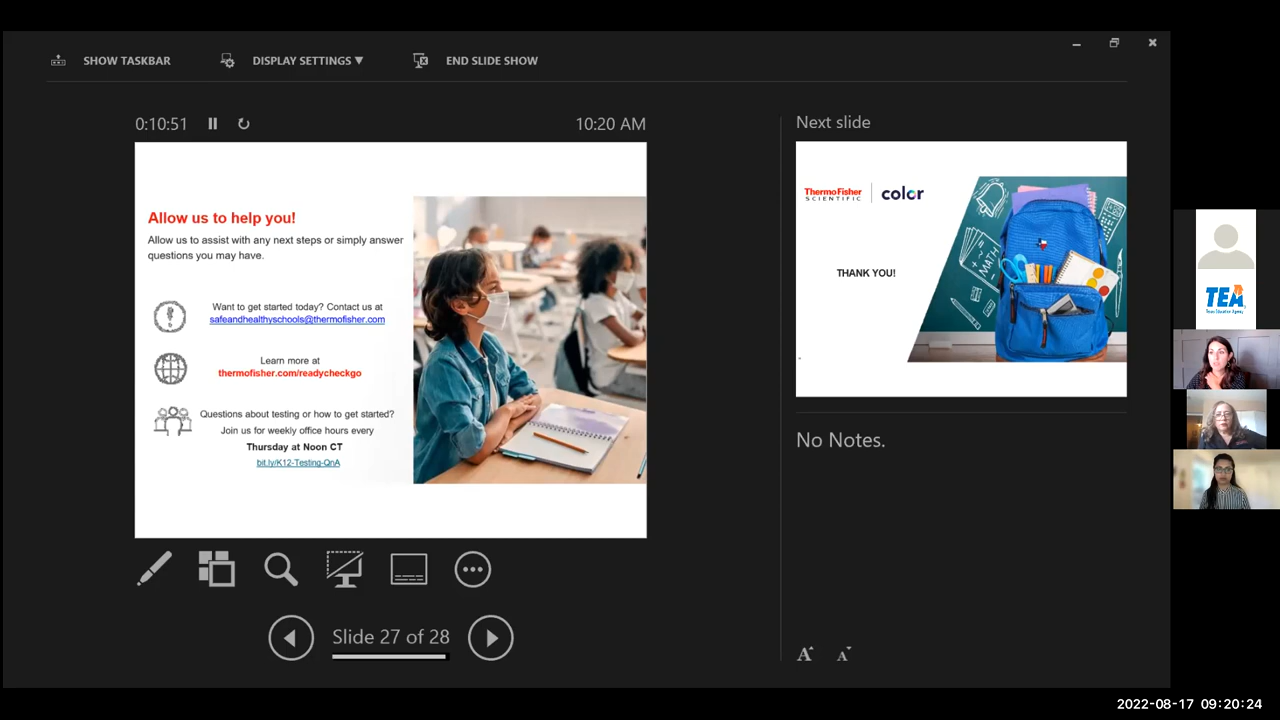 SHOW TASKBAR
DISPLAY SETTINGS ▼
END SLIDE SHOW
0:10:51
10:20 AM
Allow us to help you!
Allow us to assist with any next steps or simply answer
questions you may have.
Want to get started today? Contact us at
safeandhealthyschools@thermofisher.com
Learn more at
thermofisher.com/readycheckgo
Questions about testing or how to get started?
Join us for weekly office hours every
Thursday at Noon CT
bit.ly/K12-Testing-QnA
Slide 27 of 28
Next slide
ThermoFisher
SCIENTIFIC
color
THANK YOU!
MATH
No Notes.
A
A
TEA
Texas Education Agency
2022-08-17 09:20:24